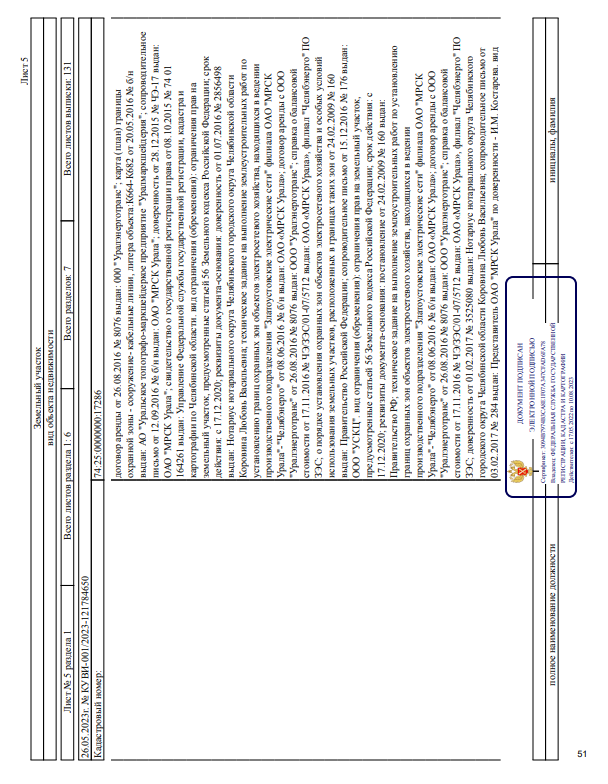 Лист 5
Земельный участок
вид объекта недвижимости
Лист № 5 раздела 1
Всего листов раздела 1: 6
Всего разделов: 7
Всего листов выписки: 131
26.05.2023г. № КУВИ-001/2023-121784650
Кадастровый номер:
74:25:0000000:17286
договор аренды от 26.08.2016 № 8076 выдан: ООО "Уралэнерготранс"; карта (план) границы
охранной зоны - сооружение - кабельные линии, литера объекта: К664-К682 от 20.05.2016 № б/н
выдан: АО "Уральское топографо-маркшейдерское предприятие "Уралмаркшейдерия"; сопроводительное
письмо от 12.09.2016 № б/н выдан: ОАО "МРСК Урала"; доверенность от 28.12.2015 № ЧЭ-17 выдан:
ОАО "МРСК Урала"; свидетельство о государственной регистрации права от 08.10.2015 № 74 01
164261 выдан: Управление Федеральной службы государственной регистрации, кадастра и
картографии по Челябинской области. вид ограничения (обременения): ограничения прав на
земельный участок, предусмотренные статьей 56 Земельного кодекса Российской Федерации; срок
действия: с 17.12.2020; реквизиты документа-основания: доверенность от 01.07.2016 № 2856498
выдан: Нотариус нотариального округа Челябинского городского округа Челябинской области
Коровина Любовь Васильевна; техническое задание на выполнение землеустроительных работ по
установлению границ охранных зон объектов электросетевого хозяйства, находящихся в ведении
производственного подразделения "Златоустовские электрические сети" филиала ОАО "МРСК
Урала"-"Челябэнерго" от 08.06.2016 № б/н выдан: ОАО «МРСК Урала»; договор аренды с ООО
"Уралэнерготранс" от 26.08.2016 № 8076 выдан: ООО "Уралэнерготранс"; справка о балансовой
стоимости от 17.11.2016 № ЧЭ/ЗЭС/01-07/5712 выдан: ОАО «МРСК Урала», филиал "Челябэнерго" ПО
ЗЭС; о порядке установления охранных зон объектов электросетевого хозяйства и особых условий
использования земельных участков, расположенных в границах таких зон от 24.02.2009 № 160
выдан: Правительство Российской Федерации; сопроводительное письмо от 15.12.2016 № 176 выдан:
ООО "УСКЦ". вид ограничения (обременения): ограничения прав на земельный участок,
предусмотренные статьей 56 Земельного кодекса Российской Федерации; срок действия: с
17.12.2020; реквизиты документа-основания: постановление от 24.02.2009 № 160 выдан:
Правительство РФ; техническое задание на выполнение землеустроительных работ по установлению
границ охранных зон объектов электросетевого хозяйства, находящихся в ведении
производственного подразделения "Златоустовские электрические сети" филиала ОАО "МРСК
Урала"- "Челябэнерго" от 08.06.2016 № б/н выдан: ОАО «МРСК Урала»; договор аренды с ООО
"Уралэнерготранс" от 26.08.2016 № 8076 выдан: ООО "Уралэнерготранс"; справка о балансовой
стоимости от 17.11.2016 № ЧЭ/ЗЭС/01-07/5712 выдан: ОАО «МРСК Урала», филиал "Челябэнерго" ПО
ЗЭС; доверенность от 01.02.2017 № 3525080 выдан: Нотариус нотариального округа Челябинского
городского округа Челябинской области Коровина Любовь Васильевна; сопроводительное письмо от
03.02.2017 № 284 выдан: Представитель ОАО "МРСК Урала" по доверенности - И.М. Костарева. вид
полное наименование должности
ДОКУМЕНТ ПОДПИСАН
ЭЛЕКТРОННОЙ ПОДПИСЬЮ
Сертификат:
Владелец: ФЕДЕРАЛЬНАЯ СЛУЖБА ГОСУДАРСТВЕННОЙ
РЕГИСТРАЦИИ, КАДАСТРА И КАРТОГРАФИИ
Действителен: с 17.05.2022 по 10.08.2023
инициалы, фамилия
51